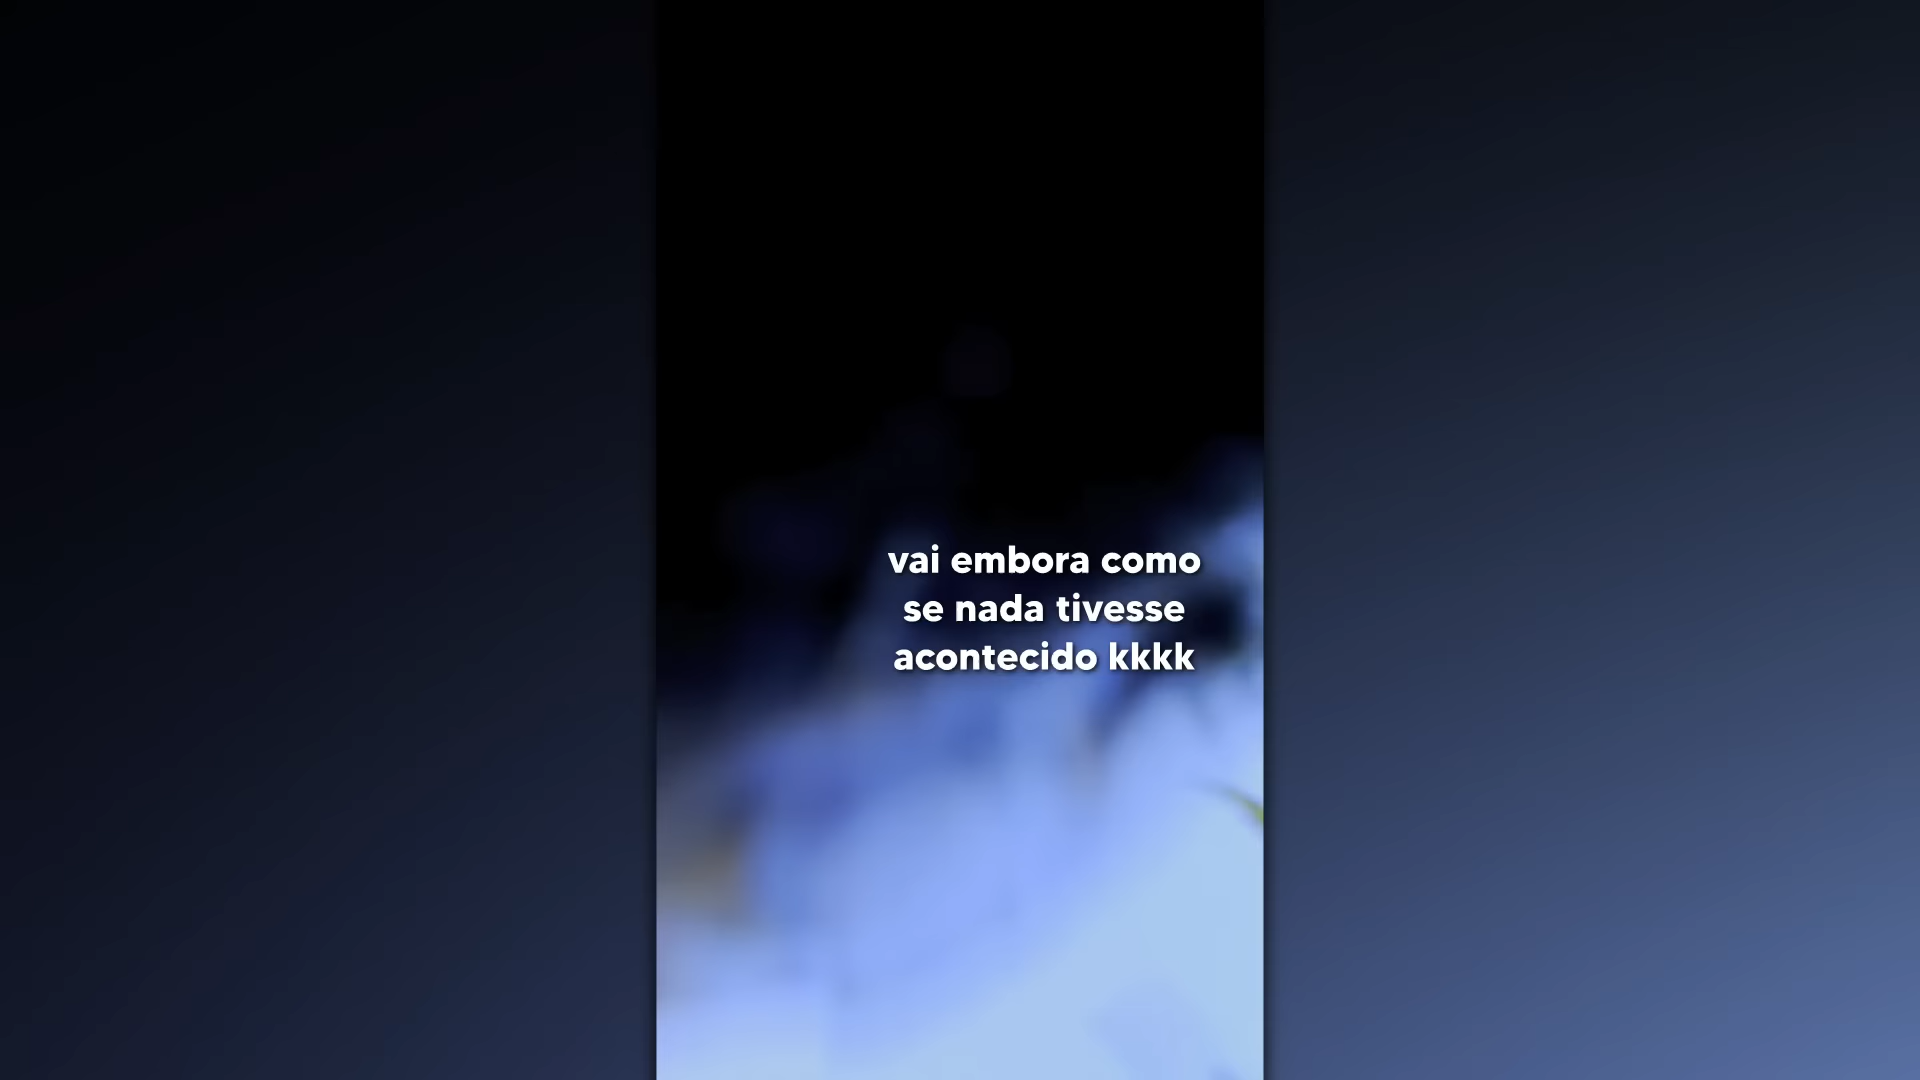 vai embora como
se nada tivesse
acontecido kkkk